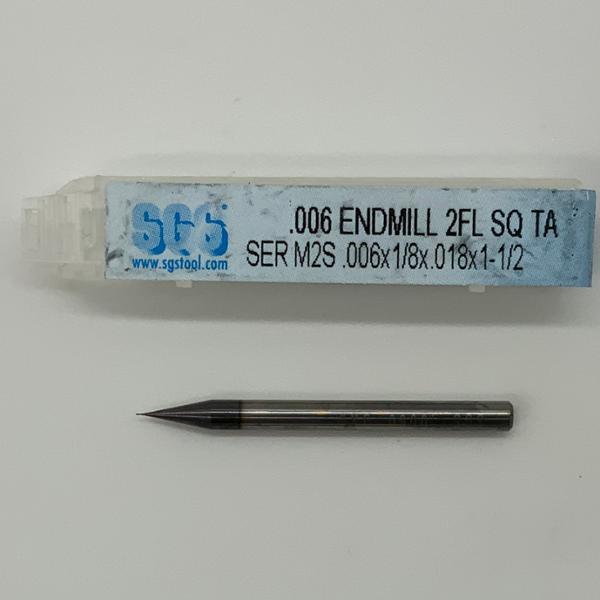 SGS
www.sgstool.com
.006 ENDMILL 2FL SQ TA
SER M2S .006x1/8x.018x1-1/2